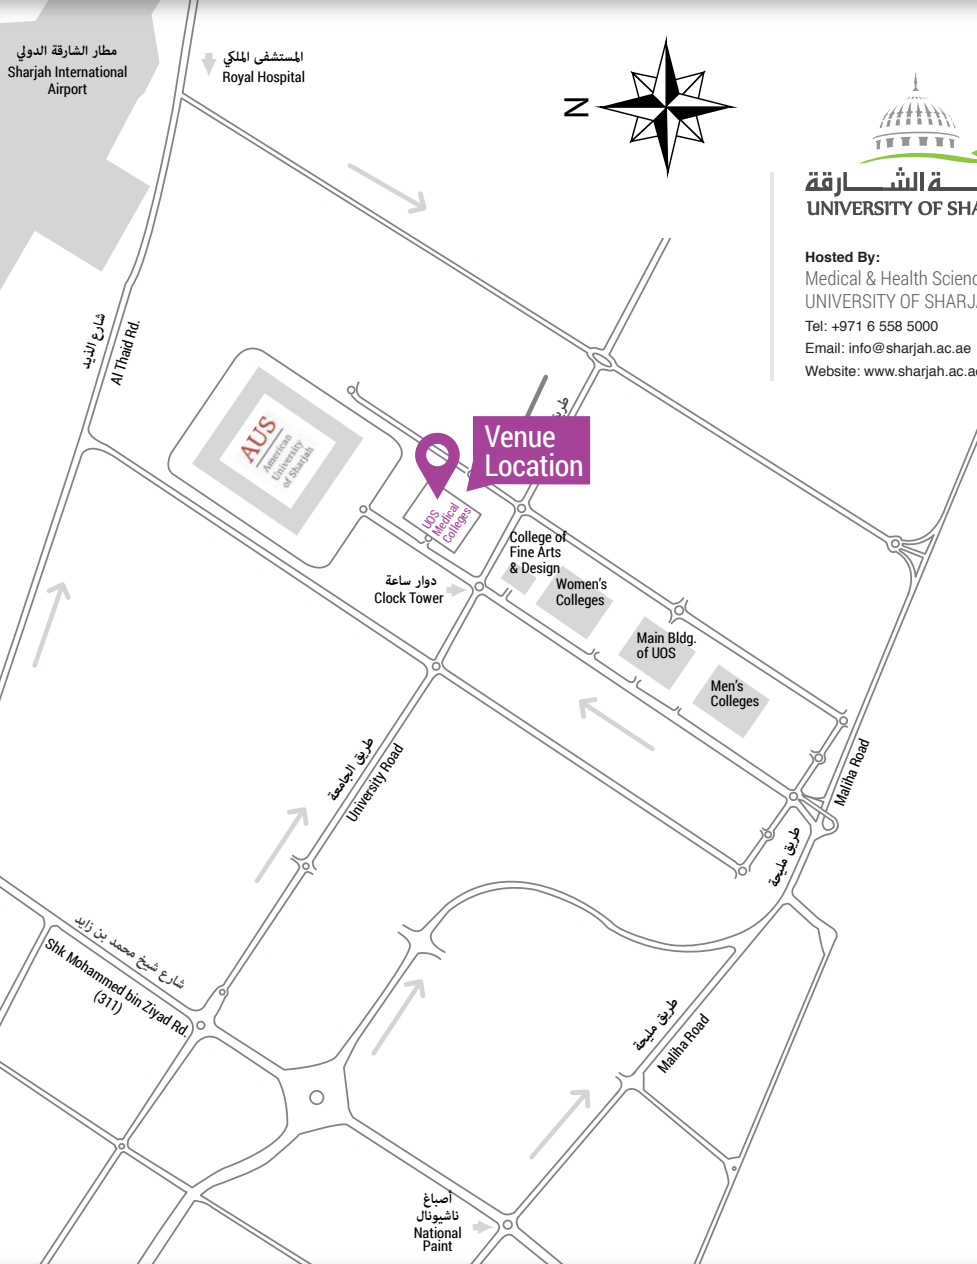 مطار الشارقة الدولي
Sharjah International
Airport
المستشفى الملكي
Royal Hospital
N
ـة الشـــارقة
UNIVERSITY OF SHA
Hosted By:
Medical & Health Scienc
UNIVERSITY OF SHARJA
Tel: +971 6 558 5000
Email: info@sharjah.ac.ae
Website: www.sharjah.ac.ae
شارع الذيد
Al Thaid Rd.
AUS
American
University
of Sharjah
طريق
Venue
Location
UOS
Medical
Colleges
College of
Fine Arts
& Design
دوار ساعة
Clock Tower
Women's
Colleges
Main Bldg.
of UOS
Men's
Colleges
طريق الجامعة
University Road
Maliha Road
طريق مليحة
شارع شيخ محمد بن زايد
Shk Mohammed bin Ziyad Rd.
(311)
طريق مليحة
Maliha Road
أصباغ
ناشيونال
National
Paint